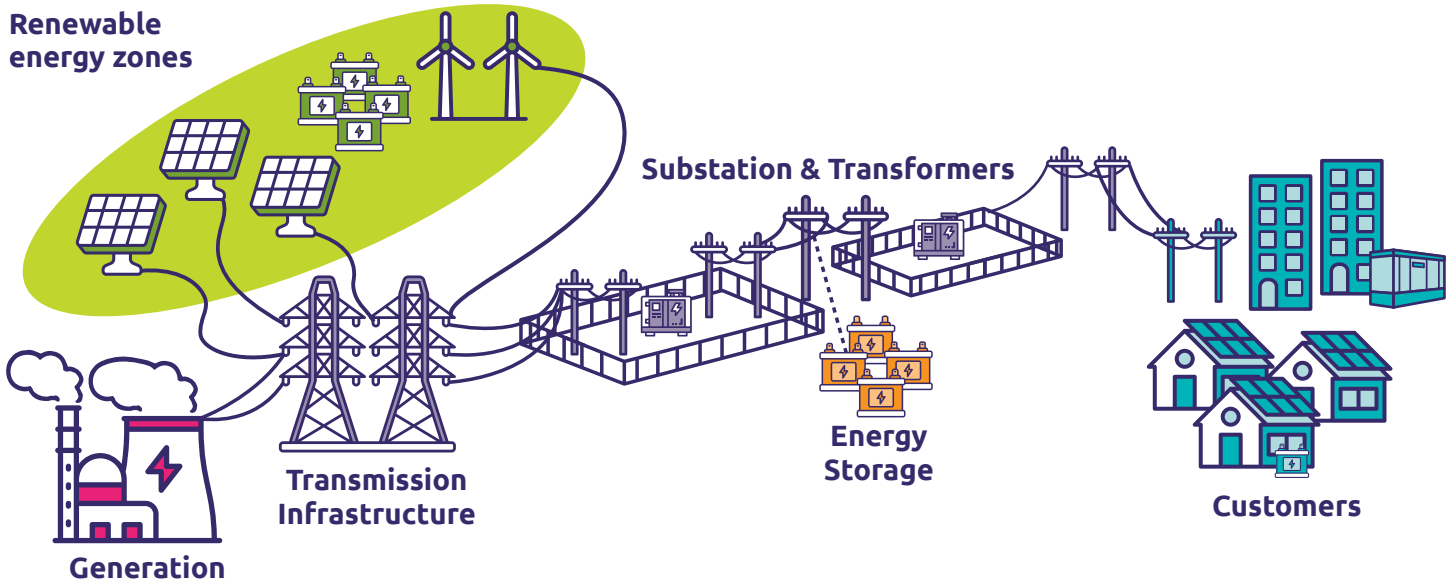 Renewable
energy zones
Substation & Transformers
Energy
Storage
Transmission
Infrastructure
Customers
Generation